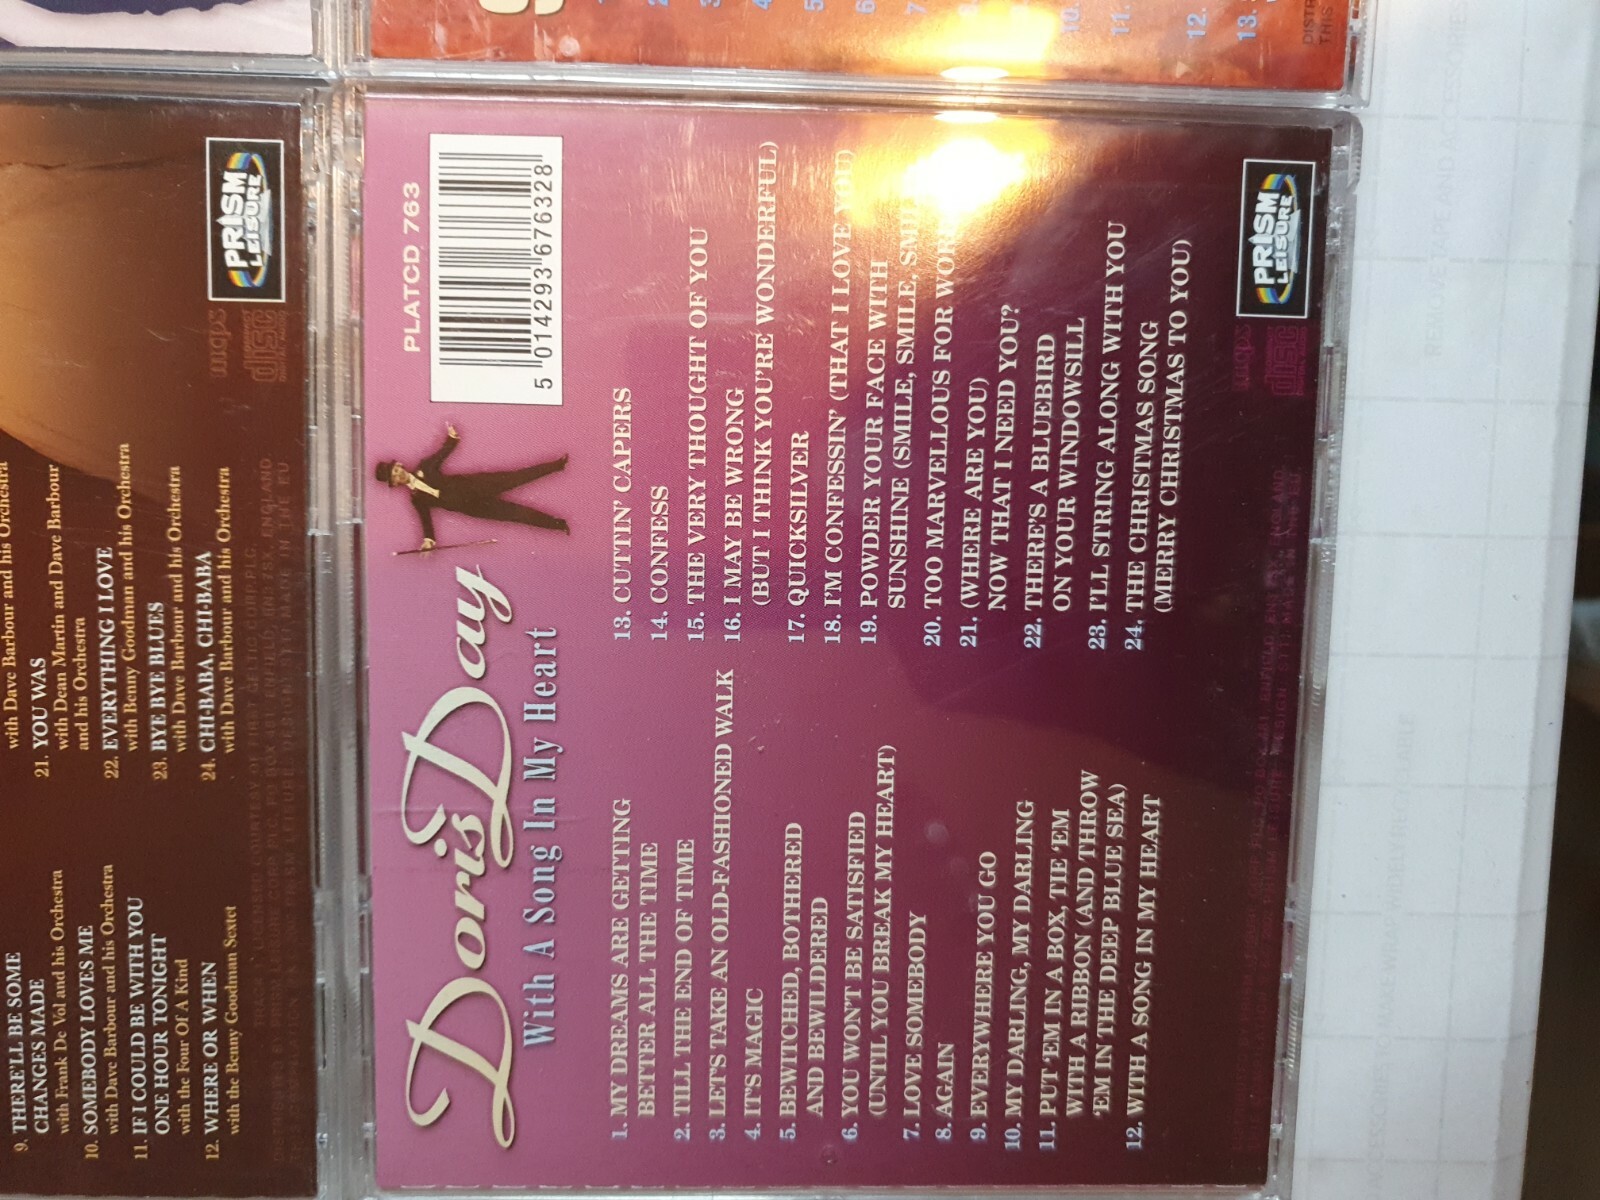 9. THERE'LL BE SOME
CHANGES MADE
with Frank De Vol and his Orchestra
10. SOMEBODY LOVES ME
with Dave Barbour and his Orchestra
11. IF I COULD BE WITH YOU
ONE HOUR TONIGHT
with the Four Of A Kind
12. WHERE OR WHEN
with the Benny Goodman Sextet
with Dave Barbour and his Orchestra
21. YOU WAS
with Dean Martin and Dave Barbour
and his Orchestra
22. EVERYTHING I LOVE
with Benny Goodman and his Orchestra
23. BYE BYE BLUES
with Dave Barbour and his Orchestra
24. CHI-BABA, CHI-BABA
with Dave Barbour and his Orchestra
mcps
disc
PRISM
LEISURE
Doris Day
With A Song In My Heart
PLATCD 763
5 014293 676328
1. MY DREAMS ARE GETTING
BETTER ALL THE TIME
2. TILL THE END OF TIME
3. LET'S TAKE AN OLD-FASHIONED WALK
4. IT'S MAGIC
5. BEWITCHED, BOTHERED
AND BEWILDERED
6. YOU WON'T BE SATISFIED
(UNTIL YOU BREAK MY HEART)
7. LOVE SOMEBODY
8. AGAIN
9. EVERYWHERE YOU GO
10. MY DARLING, MY DARLING
11. PUT 'EM IN A BOX, TIE 'EM
WITH A RIBBON (AND THROW
'EM IN THE DEEP BLUE SEA)
12. WITH A SONG IN MY HEART
13. CUTTIN' CAPERS
14. CONFESS
15. THE VERY THOUGHT OF YOU
16. I MAY BE WRONG
(BUT I THINK YOU'RE WONDERFUL)
17. QUICKSILVER
18. I'M CONFESSIN' (THAT I LOVE YOU)
19. POWDER YOUR FACE WITH
SUNSHINE (SMILE, SMILE,
20. TOO MARVELLOUS FOR
21. (WHERE ARE YOU)
NOW THAT I NEED YOU?
22. THERE'S A BLUEBIRD
ON YOUR WINDOWSILL
23. I'LL STRING ALONG WITH YOU
24. THE CHRISTMAS SONG
(MERRY CHRISTMAS TO YOU)
mcps
disc
PRISM
LEISURE
10.
11.
12.
13.
THIS